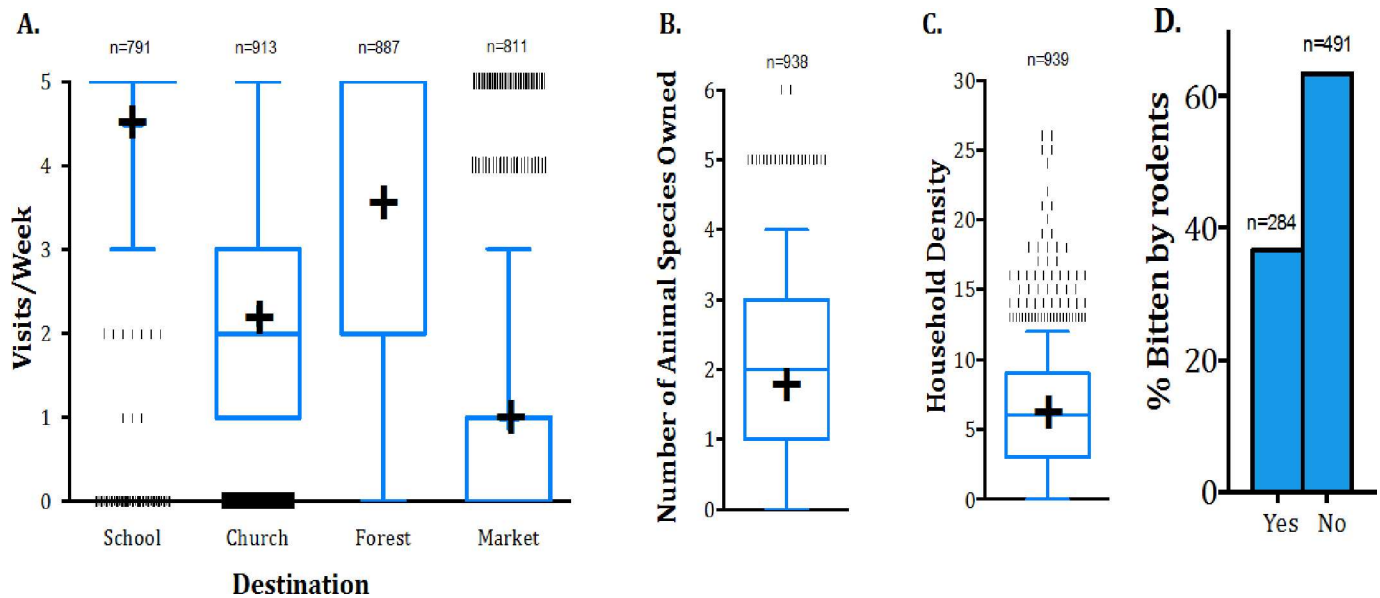 A.
n=791
n=913
n=887
n=811
5
4
3
2
1
0
Visits/Week
School
Church
Forest
Market
Destination
B.
n=938
6
5
4
3
2
1
0
Number of Animal Species Owned
C.
n=939
30
25
20
15
10
5
0
Household Density
D.
n=491
n=284
60
40
20
0
% Bitten by rodents
Yes
No